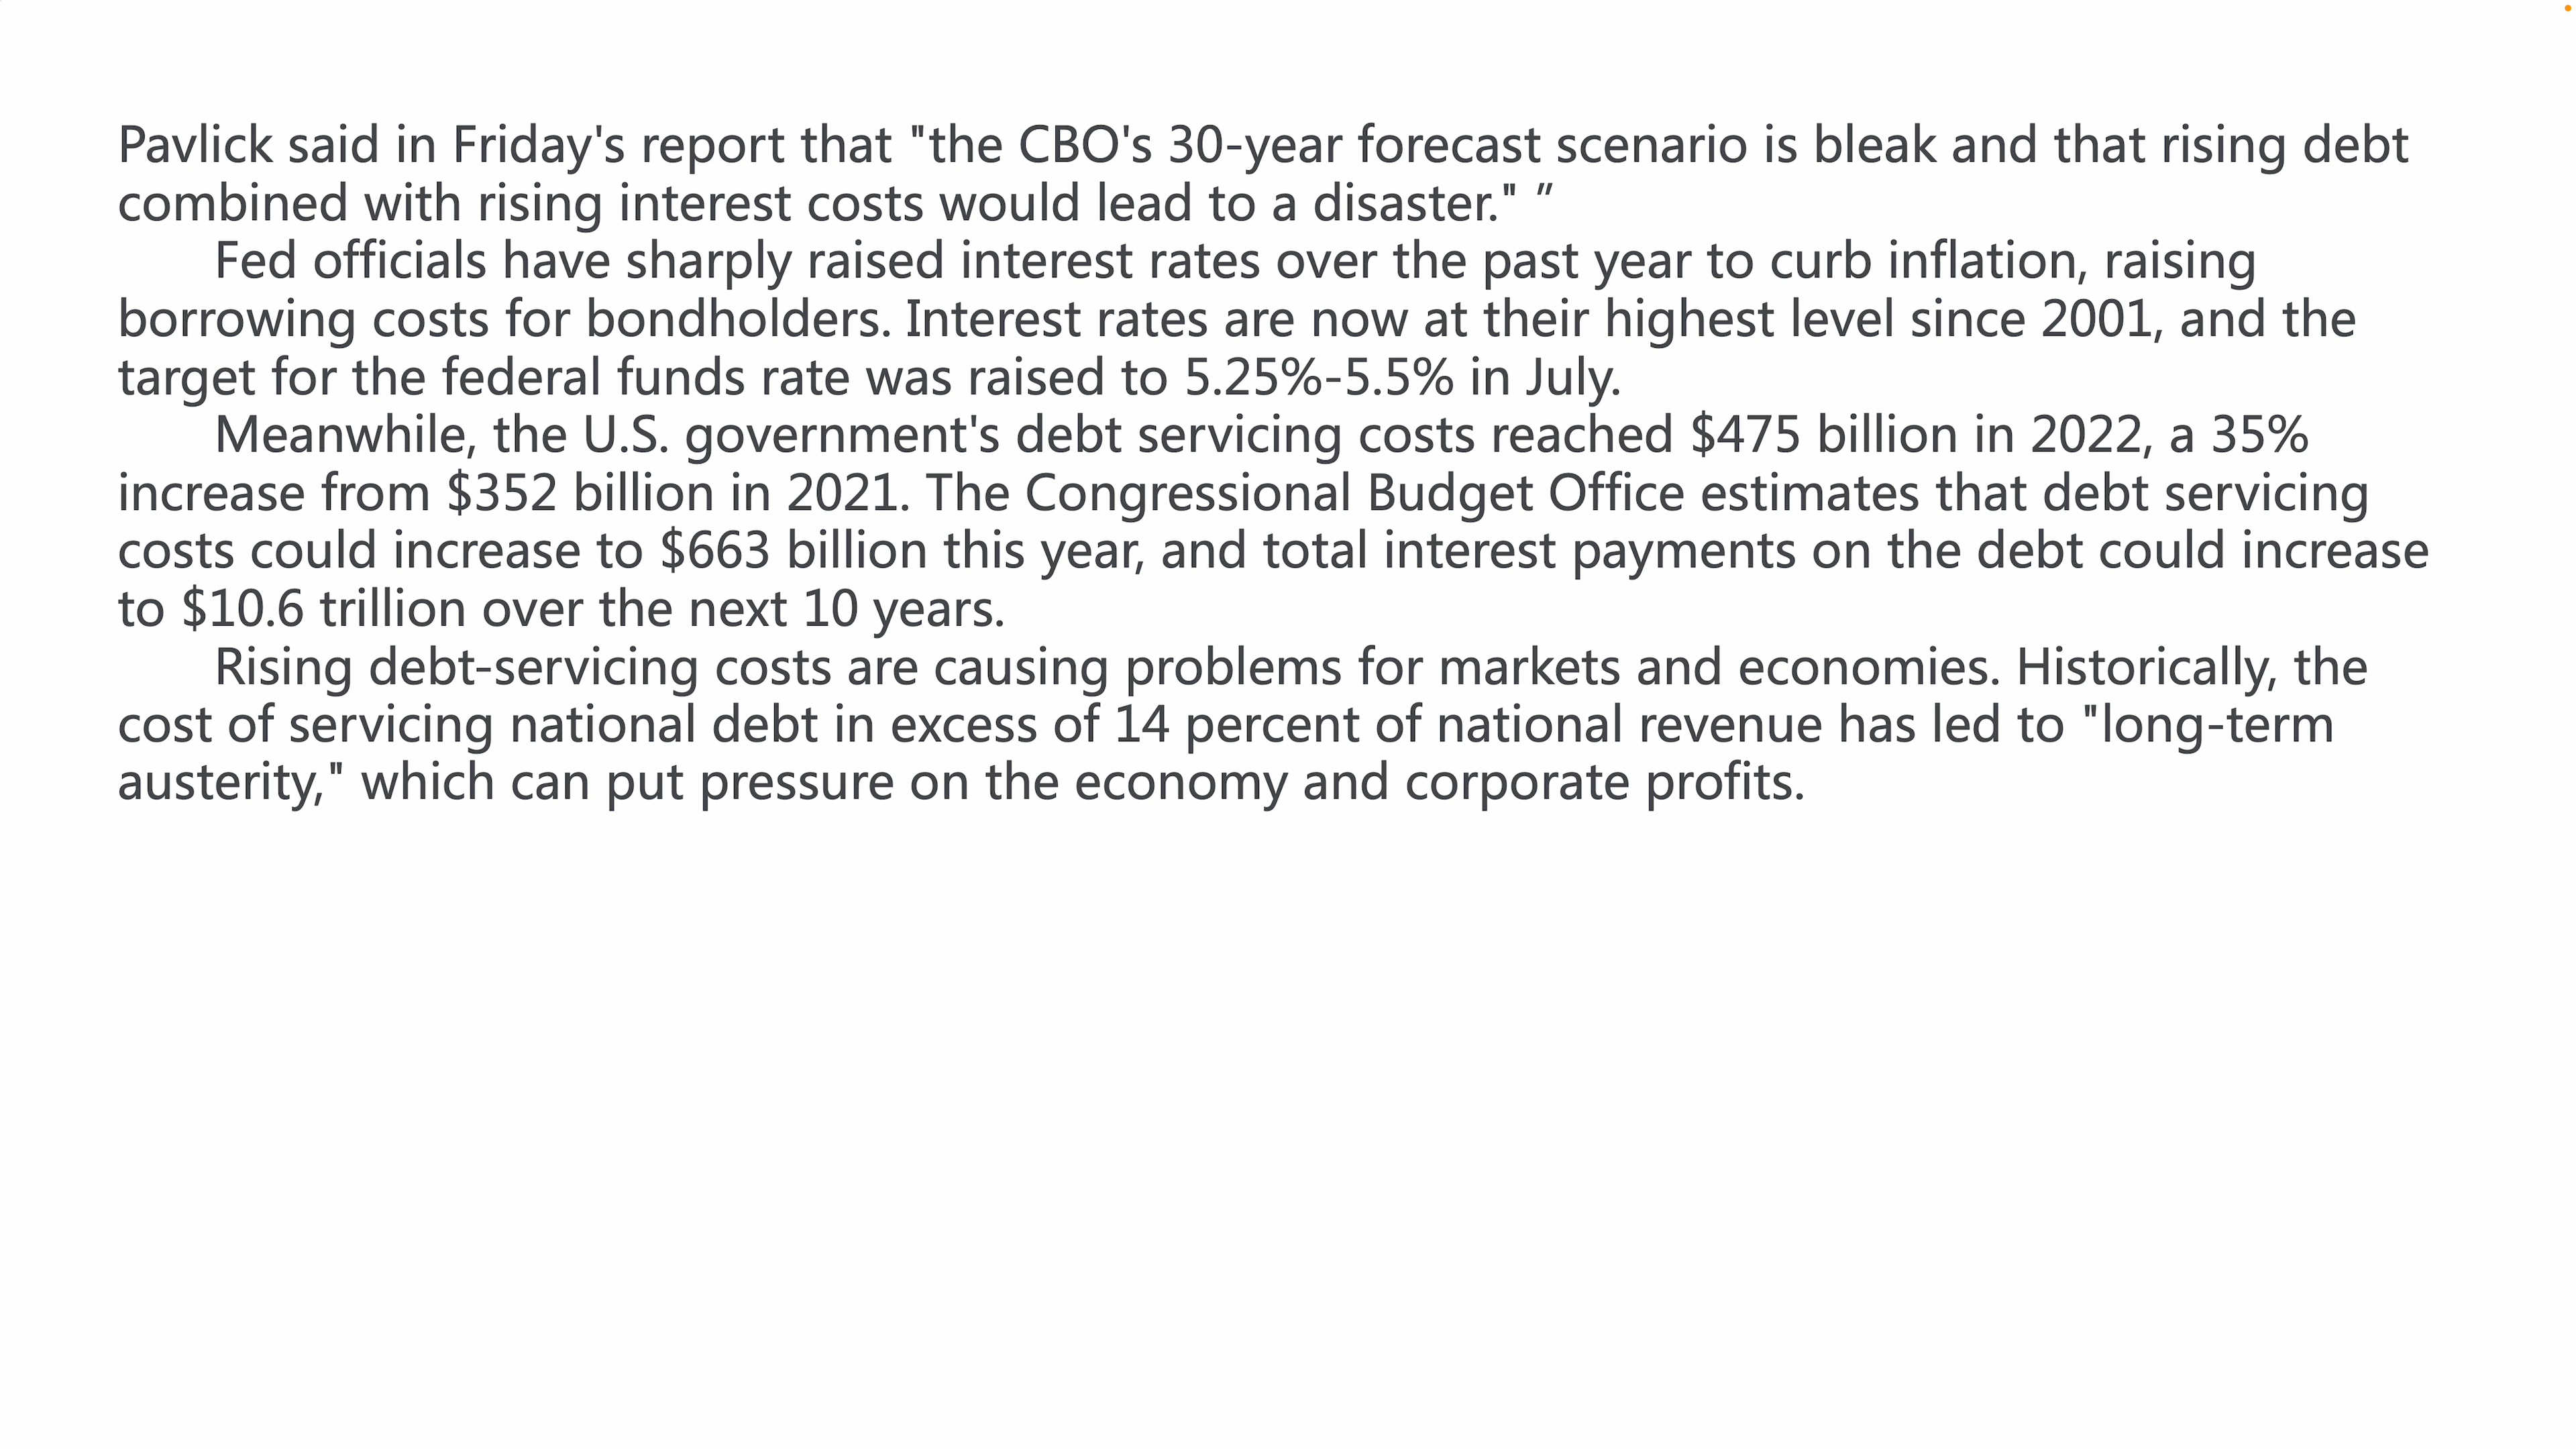 Pavlick said in Friday's report that "the CBO's 30-year forecast scenario is bleak and that rising debt
combined with rising interest costs would lead to a disaster." ”
Fed officials have sharply raised interest rates over the past year to curb inflation, raising
borrowing costs for bondholders. Interest rates are now at their highest level since 2001, and the
target for the federal funds rate was raised to 5.25%-5.5% in July.
Meanwhile, the U.S. government's debt servicing costs reached $475 billion in 2022, a 35%
increase from $352 billion in 2021. The Congressional Budget Office estimates that debt servicing
costs could increase to $663 billion this year, and total interest payments on the debt could increase
to $10.6 trillion over the next 10 years.
Rising debt-servicing costs are causing problems for markets and economies. Historically, the
cost of servicing national debt in excess of 14 percent of national revenue has led to "long-term
austerity," which can put pressure on the economy and corporate profits.